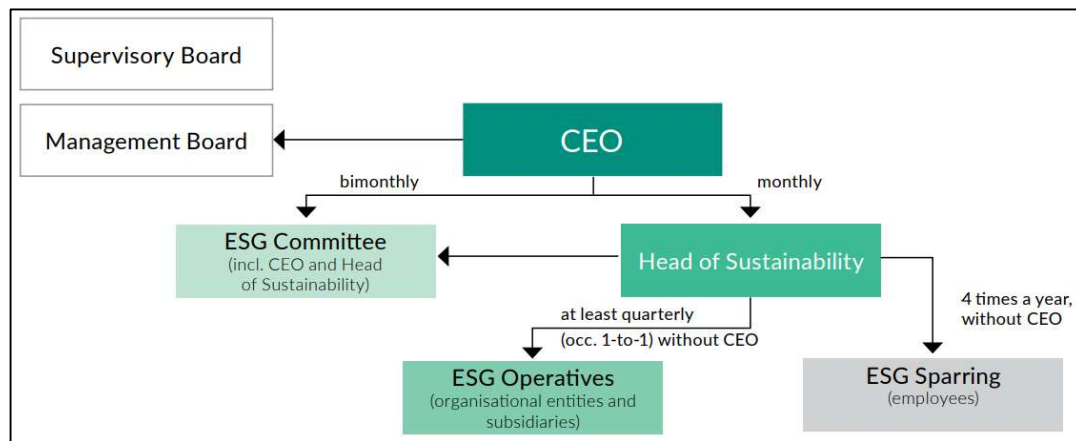 Supervisory Board
Management Board
CEO
bimonthly
monthly
ESG Committee
(incl. CEO and Head
of Sustainability)
Head of Sustainability
at least quarterly
(occ. 1-to-1) without CEO
4 times a year,
without CEO
ESG Operatives
(organisational entities and
subsidiaries)
ESG Sparring
(employees)